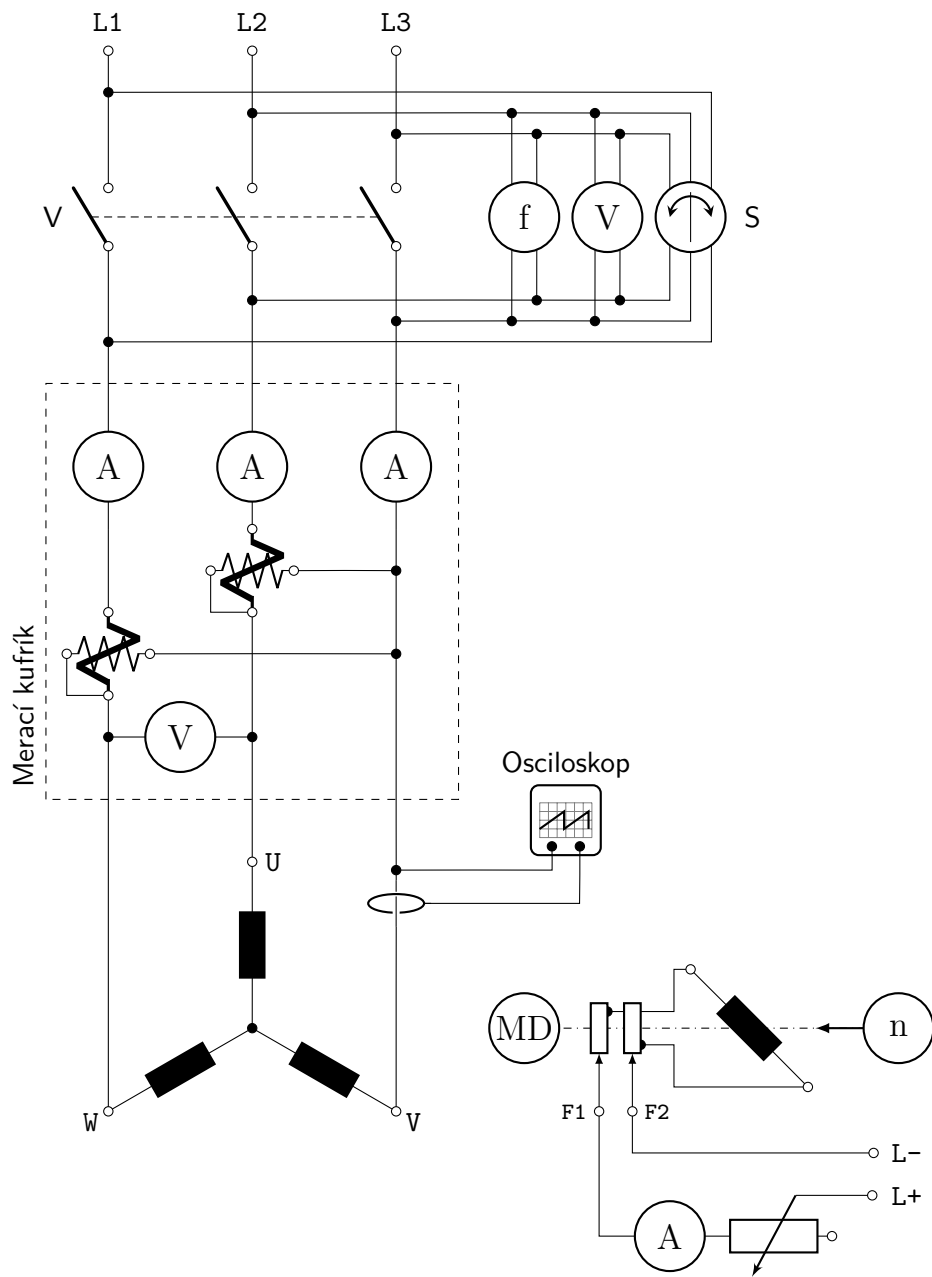 L1 L2 L3
V f V S
A A A
Merací kufrík
V
Osciloskop
U
MD n
W V F1 F2
L-
L+
A